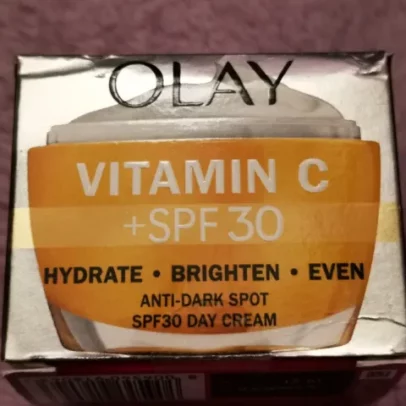 OLAY
VITAMIN C
+SPF 30
HYDRATE • BRIGHTEN • EVEN
ANTI-DARK SPOT
SPF30 DAY CREAM